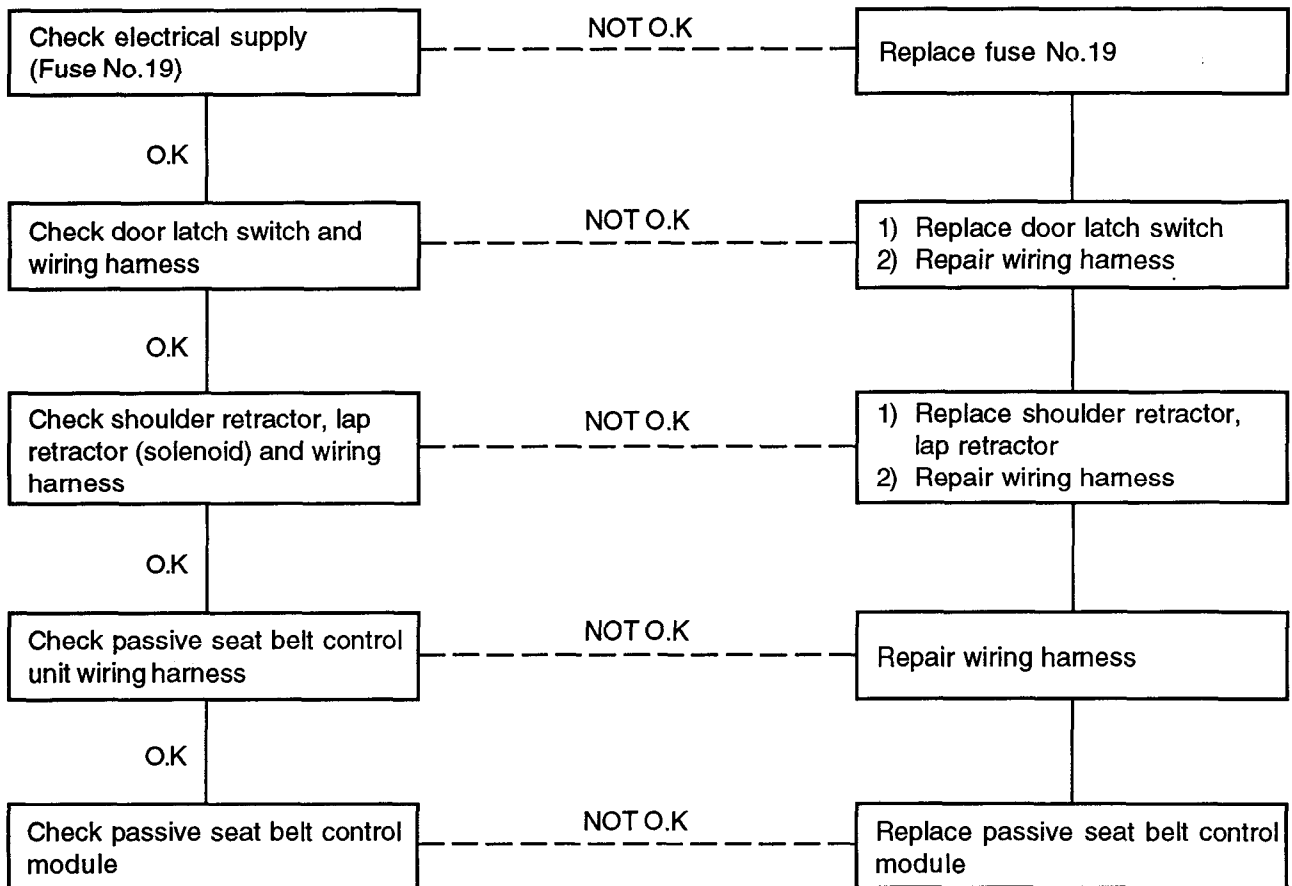 Check electrical supply
(Fuse No.19)
NOT O.K
Replace fuse No.19
O.K
Check door latch switch and
wiring harness
NOT O.K
1) Replace door latch switch
2) Repair wiring harness
O.K
Check shoulder retractor, lap
retractor (solenoid) and wiring
harness
NOT O.K
1) Replace shoulder retractor,
lap retractor
2) Repair wiring harness
O.K
Check passive seat belt control
unit wiring harness
NOT O.K
Repair wiring harness
O.K
Check passive seat belt control
module
NOT O.K
Replace passive seat belt control
module